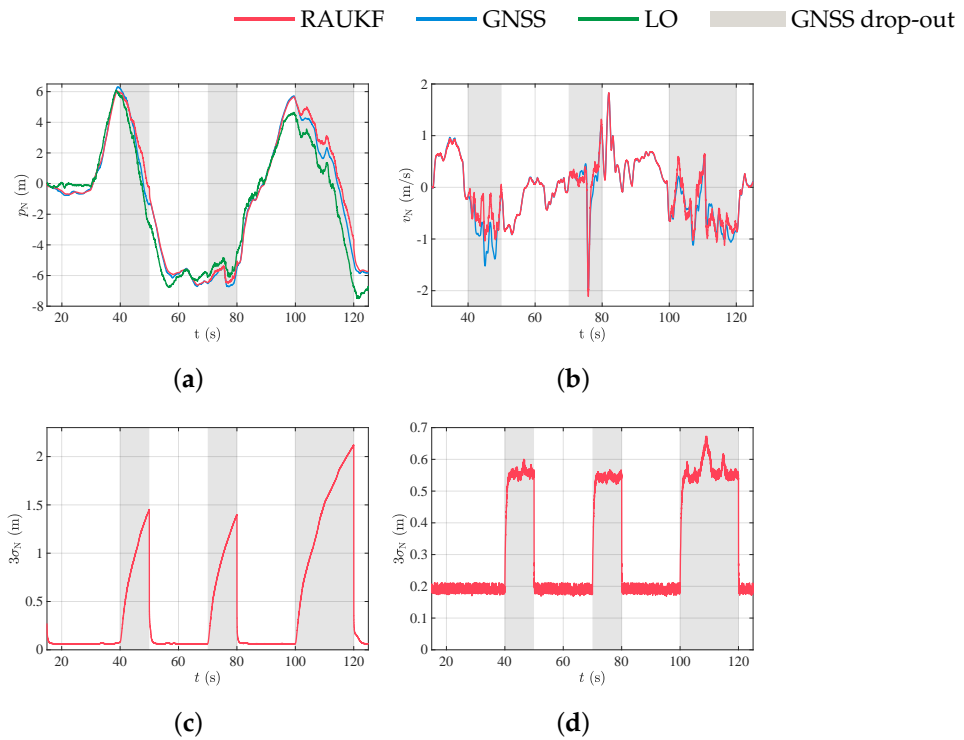 RAUKF GNSS LO GNSS drop-out
6
4
2
0
-2
-4
-6
-8
p_N (m)
20 40 60 80 100 120
t (s)
(a)
2
1
0
-1
-2
v_N (m/s)
40 60 80 100 120
t (s)
(b)
2
1.5
1
0.5
0
3σ_N (m)
20 40 60 80 100 120
t (s)
(c)
0.7
0.6
0.5
0.4
0.3
0.2
0.1
0
3σ_N (m)
20 40 60 80 100 120
t (s)
(d)